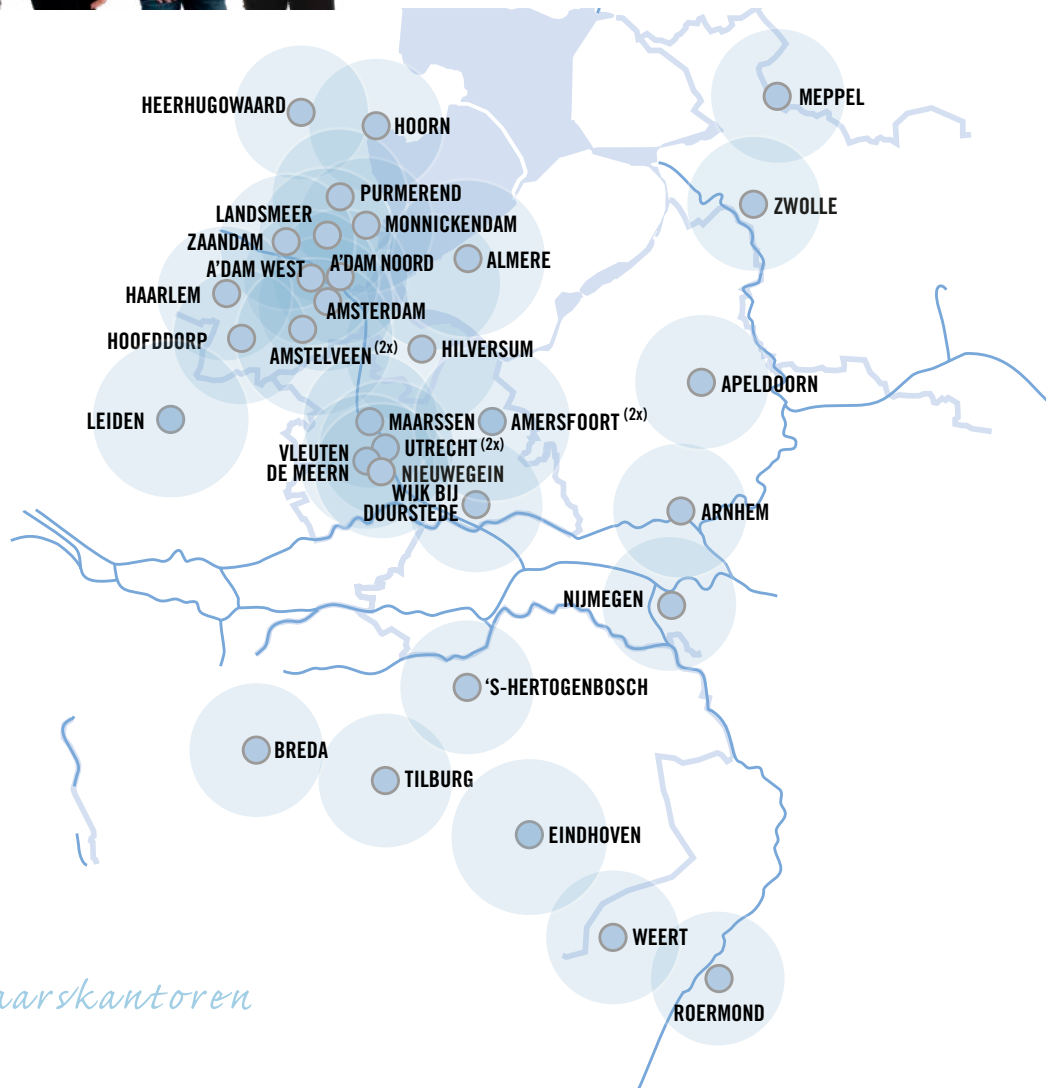 MEPPEL
HEERHUGOWAARD
HOORN
PURMEREND
ZWOLLE
LANDSMEER
MONNICKENDAM
ZAANDAM
ALMERE
A'DAM WEST
A'DAM NOORD
HAARLEM
AMSTERDAM
HOOFDDORP
AMSTELVEEN (2x)
HILVERSUM
APELDOORN
LEIDEN
MAARSSEN
AMERSFOORT (2x)
UTRECHT (2x)
VLEUTEN
DE MEERN
NIEUWEGEIN
WIJK BIJ
DUURSTEDE
ARNHEM
NIJMEGEN
'S-HERTOGENBOSCH
BREDA
TILBURG
EINDHOVEN
WEERT
aarskantoren
ROERMOND